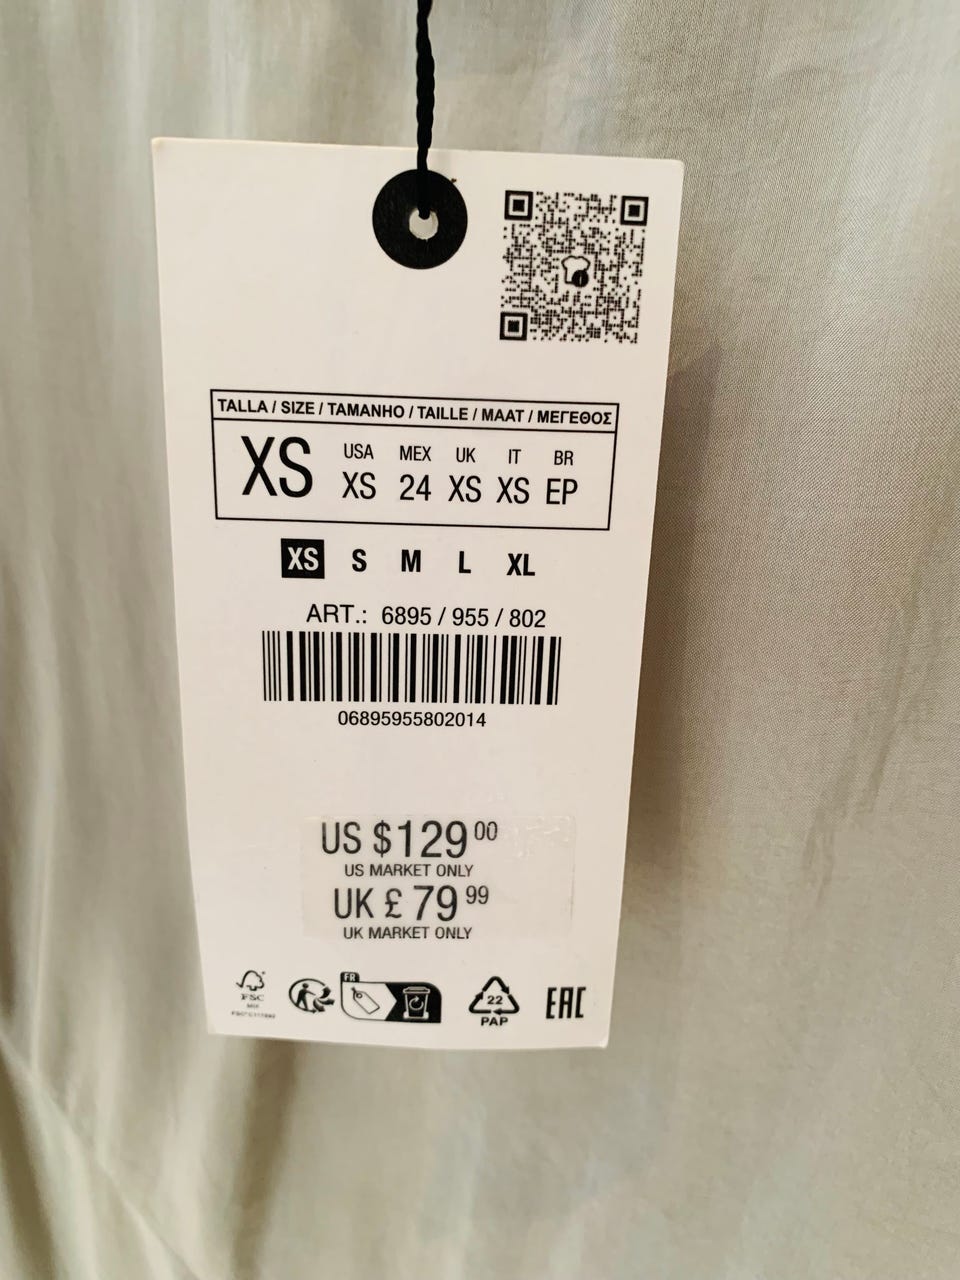 TALLA / SIZE / TAMANHO / TAILLE / MAAT / ΜΕΓΕΘΟΣ
USA MEX UK IT BR
XS XS 24 XS XS EP
XS S M L XL
ART.: 6895 / 955 / 802
06895955802014
US $129 00
US MARKET ONLY
UK £ 79 99
UK MARKET ONLY
FR
FSC
22
PAP
EAC